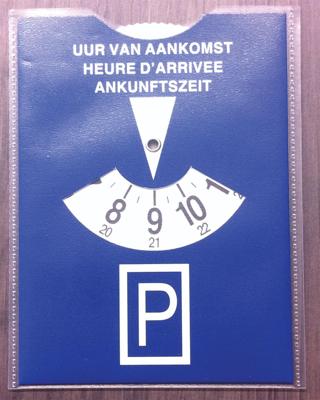 UUR VAN AANKOMST
HEURE D'ARRIVEE
ANKUNFTSZEIT
8 9 10
20 21 22
P